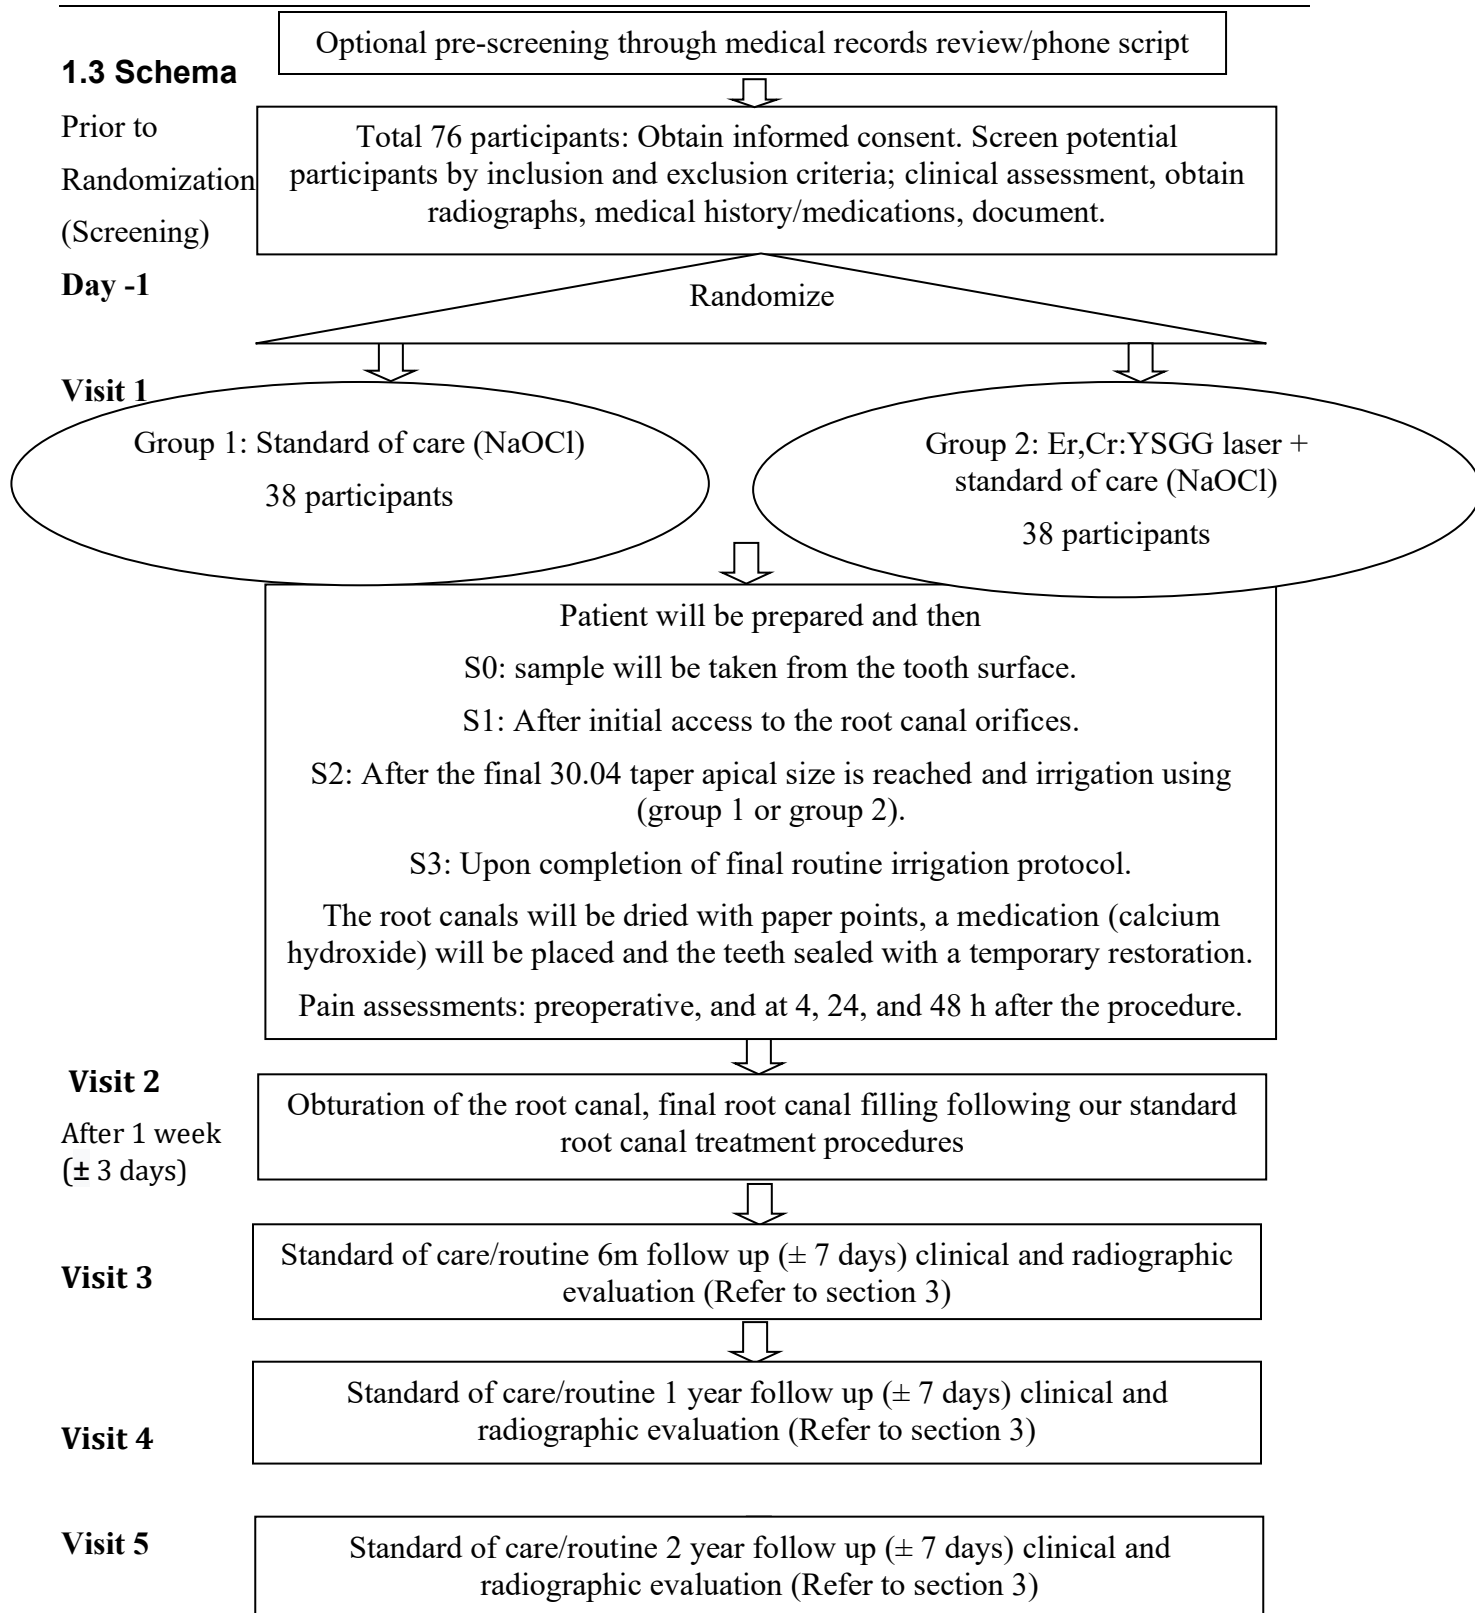 Optional pre-screening through medical records review/phone script
1.3 Schema
Prior to
Randomization
(Screening)
Total 76 participants: Obtain informed consent. Screen potential
participants by inclusion and exclusion criteria; clinical assessment, obtain
radiographs, medical history/medications, document.
Day -1
Randomize
Visit 1
Group 1: Standard of care (NaOCl)
38 participants
Group 2: Er,Cr:YSGG laser +
standard of care (NaOCl)
38 participants
Patient will be prepared and then
S0: sample will be taken from the tooth surface.
S1: After initial access to the root canal orifices.
S2: After the final 30.04 taper apical size is reached and irrigation using
(group 1 or group 2).
S3: Upon completion of final routine irrigation protocol.
The root canals will be dried with paper points, a medication (calcium
hydroxide) will be placed and the teeth sealed with a temporary restoration.
Pain assessments: preoperative, and at 4, 24, and 48 h after the procedure.
Visit 2
After 1 week
(± 3 days)
Obturation of the root canal, final root canal filling following our standard
root canal treatment procedures
Visit 3
Standard of care/routine 6m follow up (± 7 days) clinical and radiographic
evaluation (Refer to section 3)
Visit 4
Standard of care/routine 1 year follow up (± 7 days) clinical and
radiographic evaluation (Refer to section 3)
Visit 5
Standard of care/routine 2 year follow up (± 7 days) clinical and
radiographic evaluation (Refer to section 3)